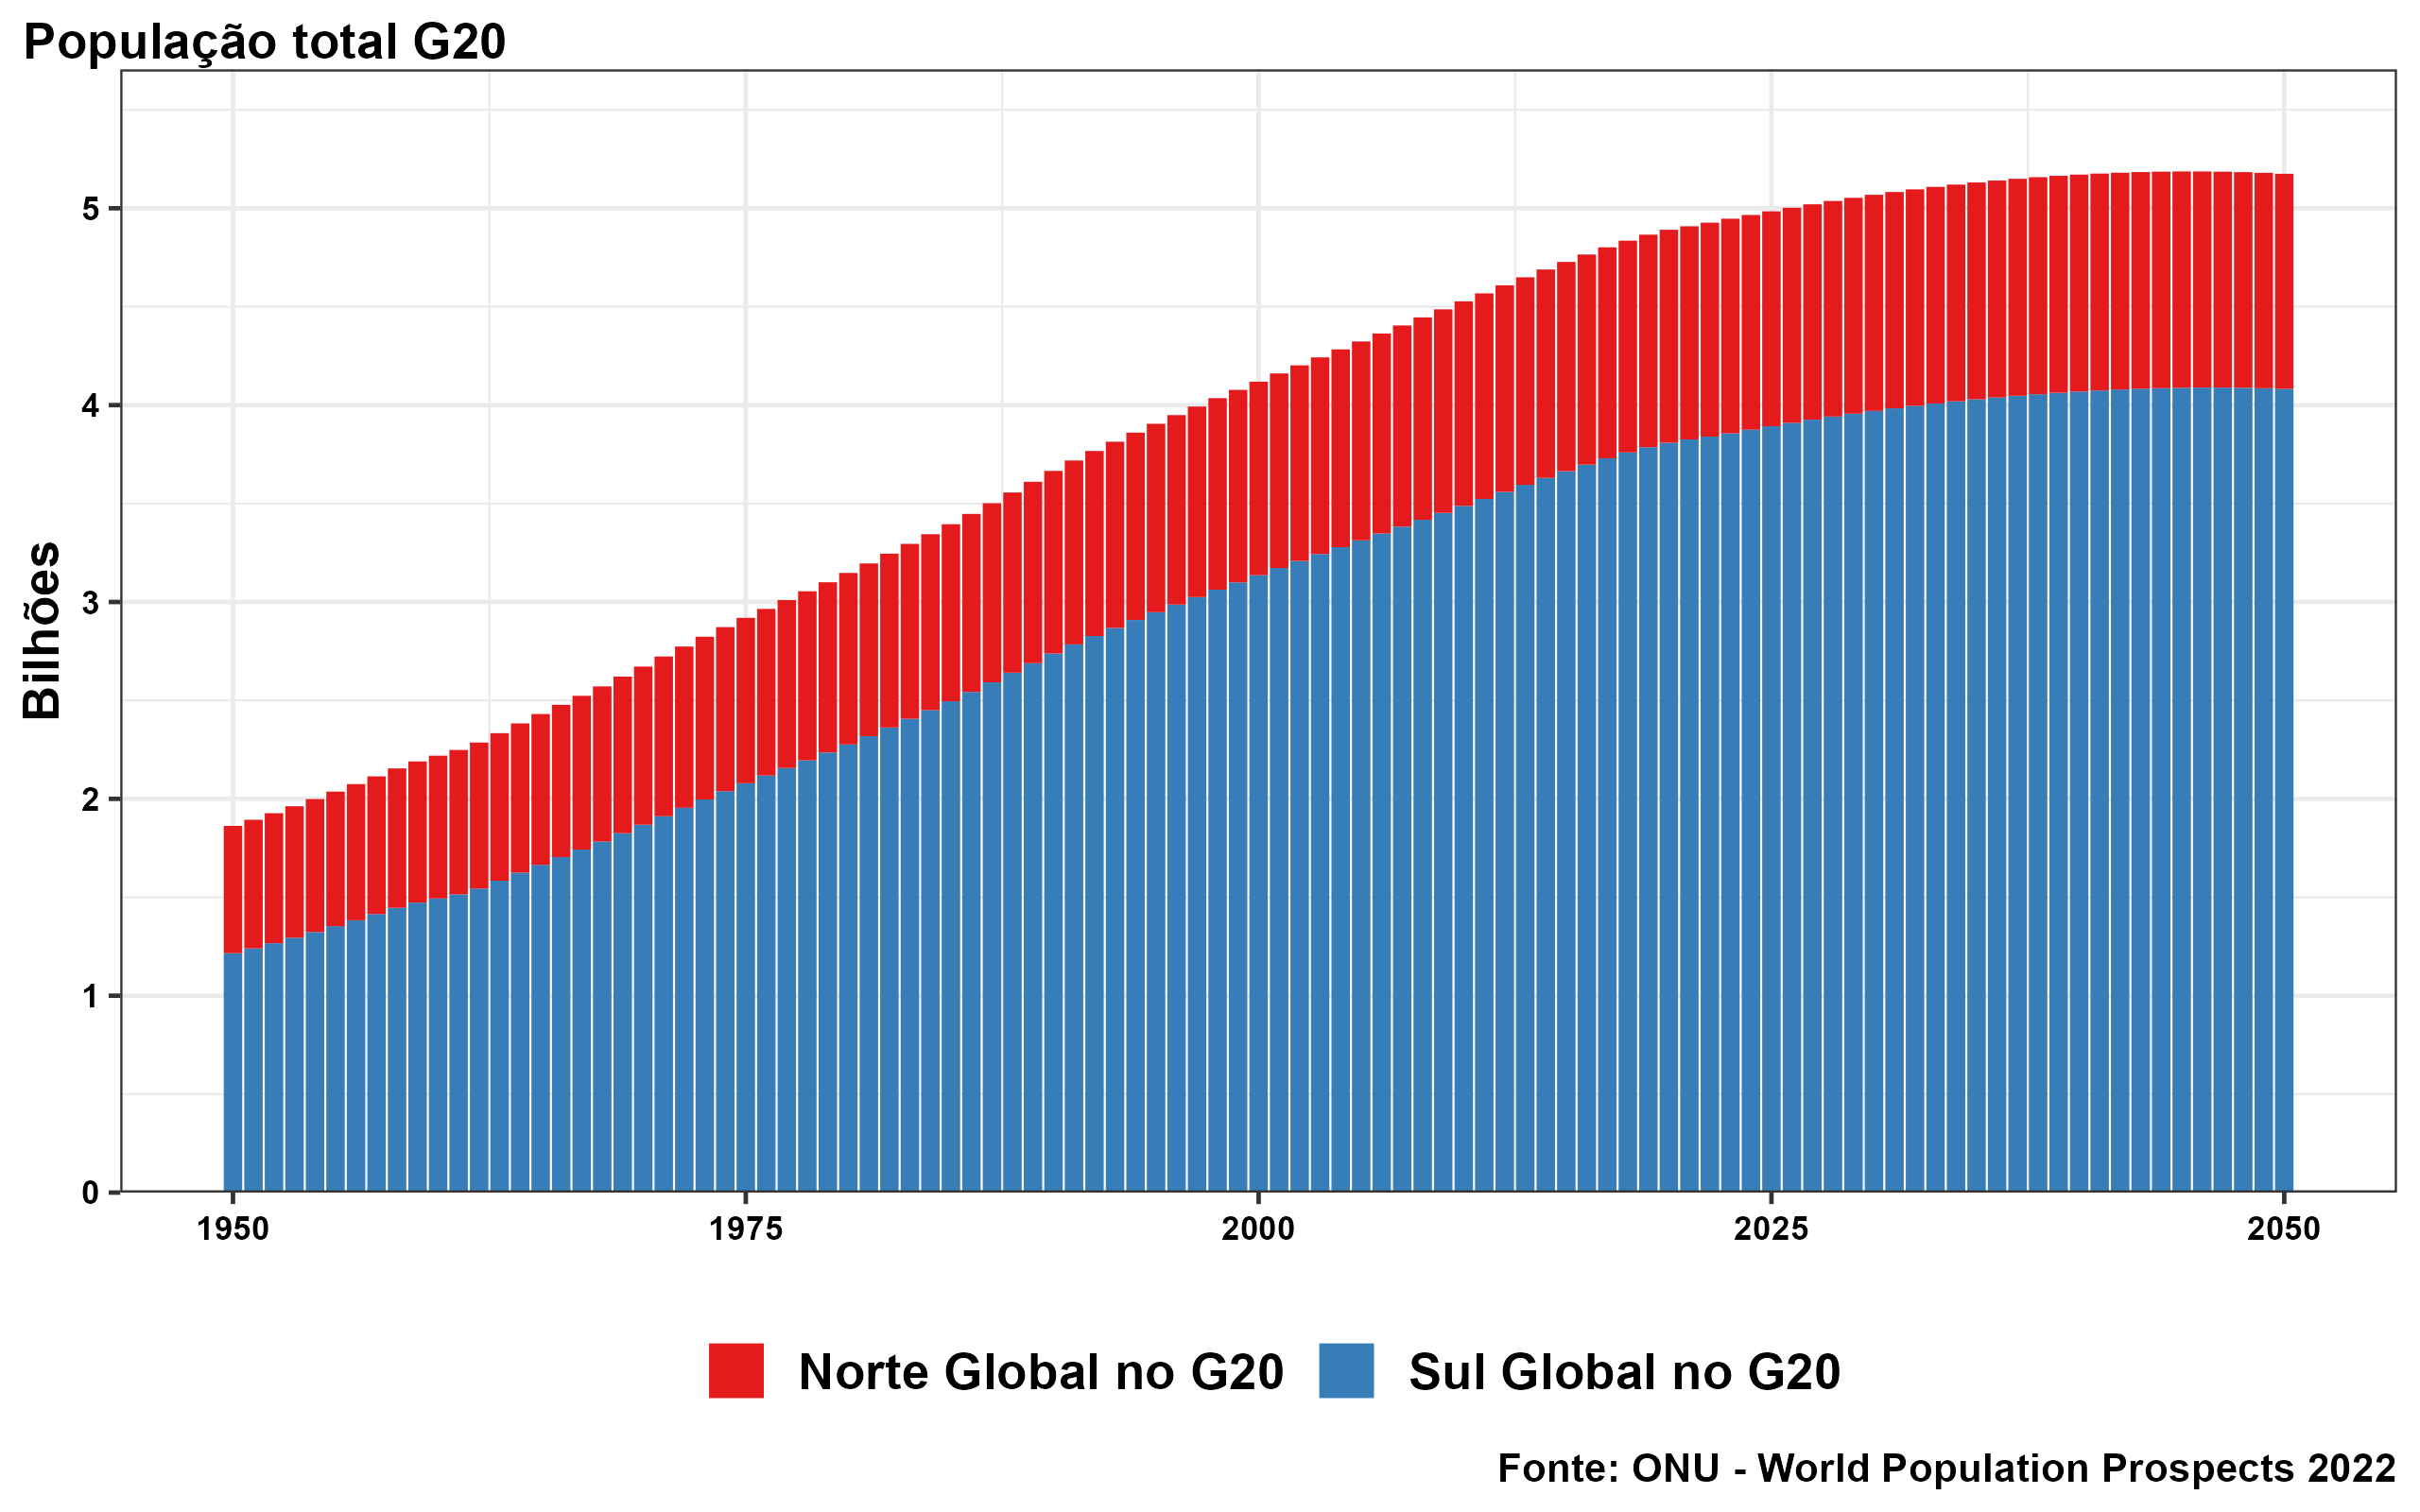 População total G20
Bilhões
5
4
3
2
1
0
1950 1975 2000 2025 2050
Norte Global no G20 Sul Global no G20
Fonte: ONU - World Population Prospects 2022